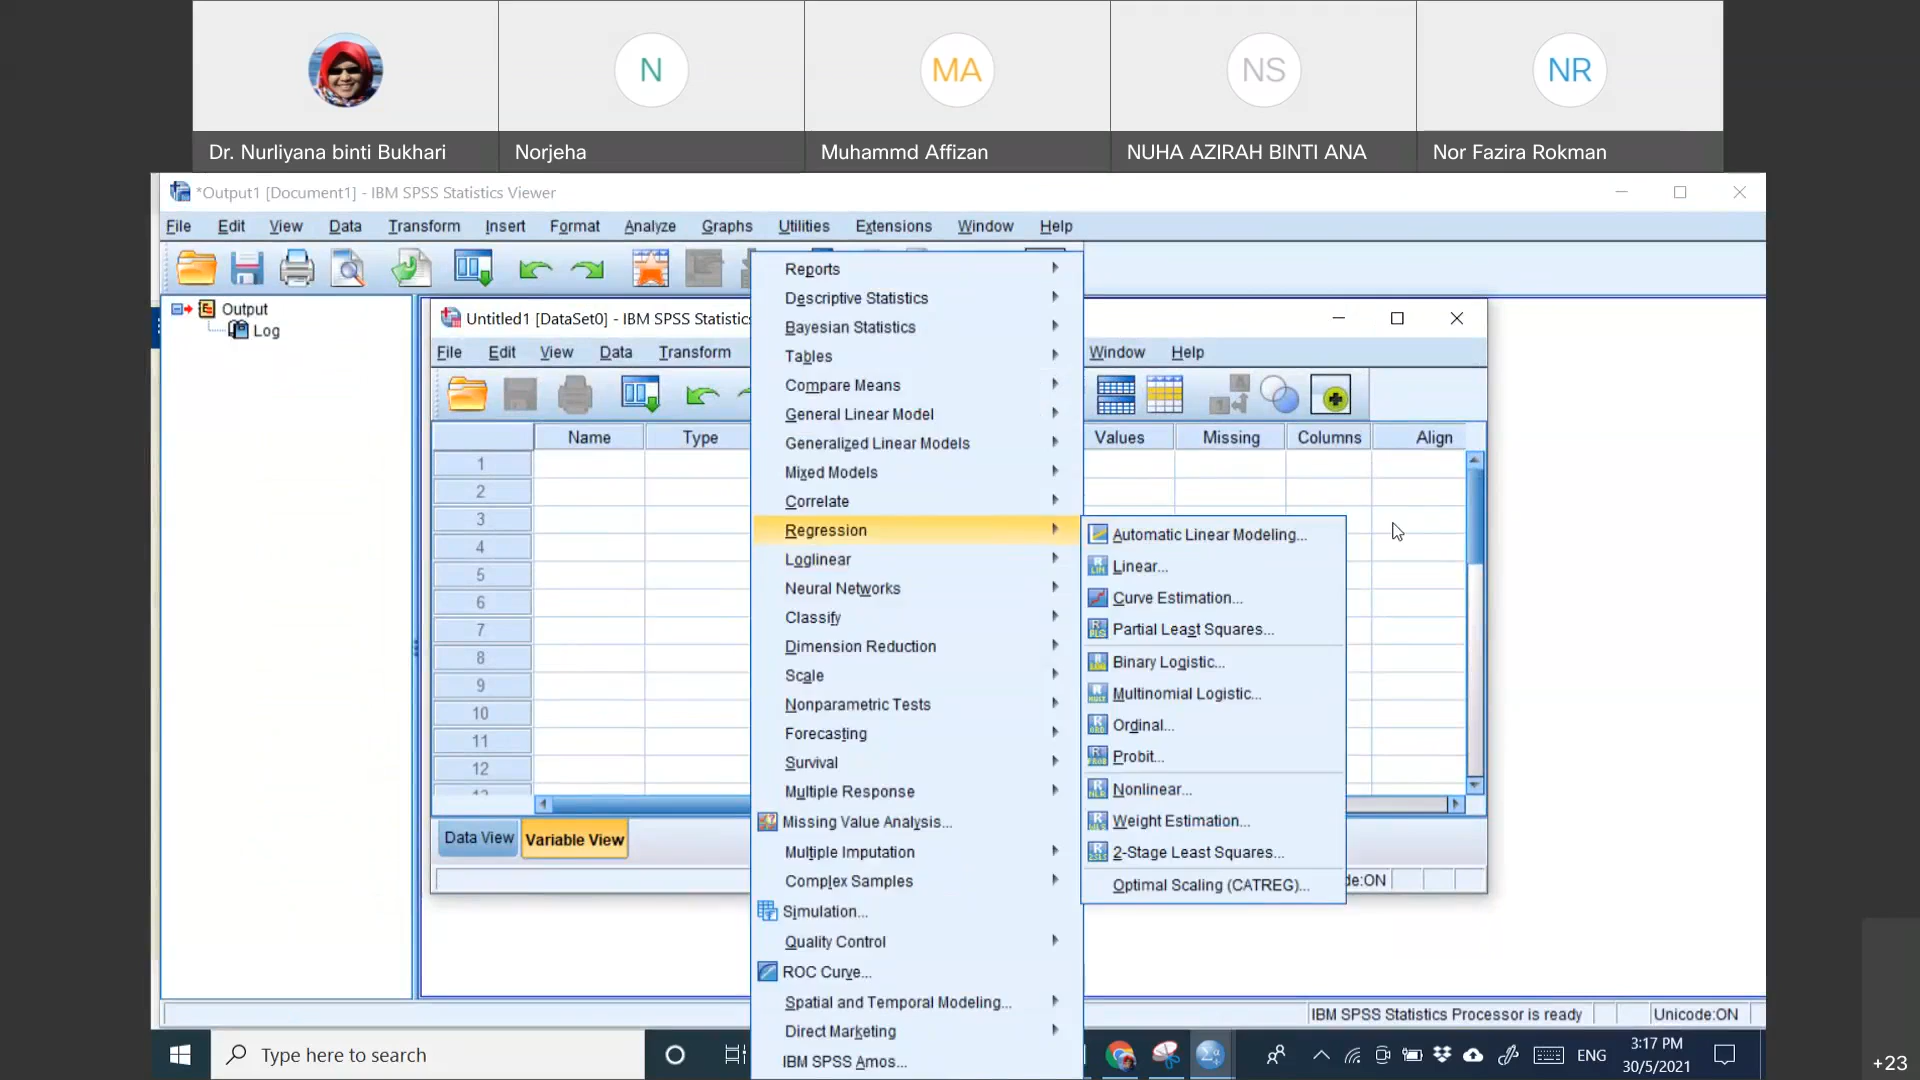 N
MA
NS
NR
Dr. Nurliyana binti Bukhari
Norjeha
Muhammd Affizan
NUHA AZIRAH BINTI ANA
Nor Fazira Rokman
*Output1 [Document1] - IBM SPSS Statistics Viewer
File Edit View Data Transform Insert Format Analyze Graphs Utilities Extensions Window Help
Output
Log
Untitled1 [DataSet0] - IBM SPSS Statistics
File Edit View Data Transform Window Help
Name Type Values Missing Columns Align
1
2
3
4
5
6
7
8
9
10
11
12
Data View
Variable View
Reports
Descriptive Statistics
Bayesian Statistics
Tables
Compare Means
General Linear Model
Generalized Linear Models
Mixed Models
Correlate
Regression
Loglinear
Neural Networks
Classify
Dimension Reduction
Scale
Nonparametric Tests
Forecasting
Survival
Multiple Response
Missing Value Analysis...
Multiple Imputation
Complex Samples
Simulation...
Quality Control
ROC Curve...
Spatial and Temporal Modeling...
Direct Marketing
IBM SPSS Amos...
Automatic Linear Modeling...
Linear...
Curve Estimation...
Partial Least Squares...
Binary Logistic...
Multinomial Logistic...
Ordinal...
Probit...
Nonlinear...
Weight Estimation...
2-Stage Least Squares...
Optimal Scaling (CATREG)...
de:ON
IBM SPSS Statistics Processor is ready
Unicode:ON
Type here to search
ENG
3:17 PM
30/5/2021
+23